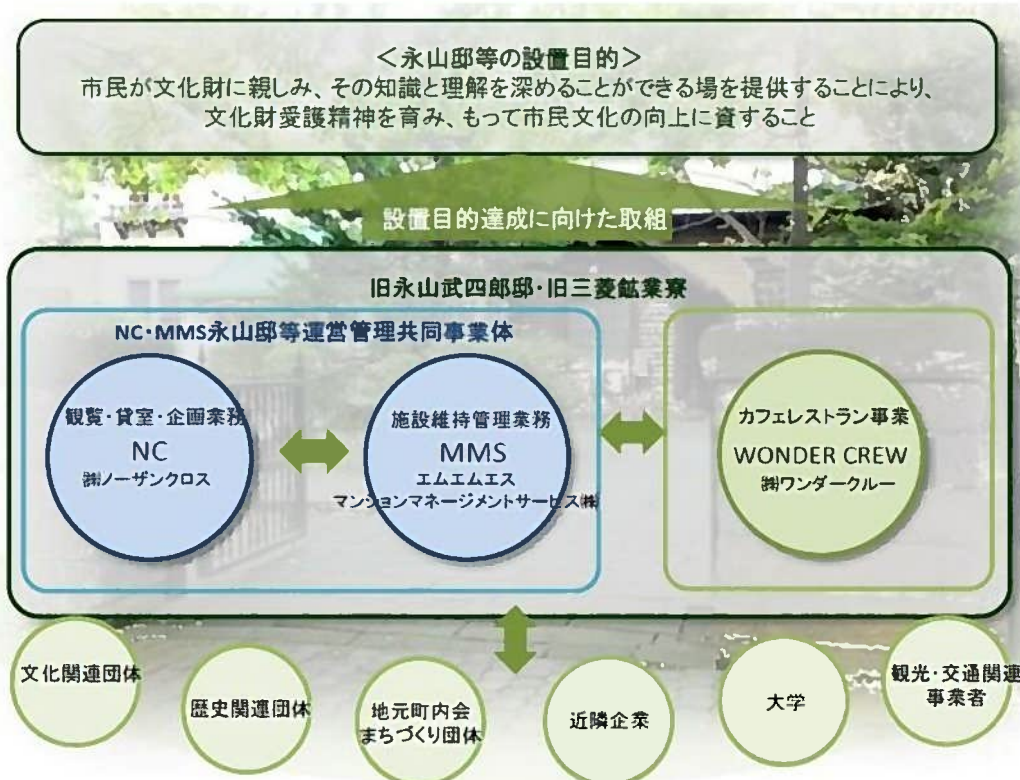 ＜永山邸等の設置目的＞
市民が文化財に親しみ、その知識と理解を深めることができる場を提供することにより、
文化財愛護精神を育み、もって市民文化の向上に資すること
設置目的達成に向けた取組
旧永山武四郎邸・旧三菱鉱業寮
NC・MMS永山邸等運営管理共同事業体
観覧・貸室・企画業務
NC
㈱ノーザンクロス
施設維持管理業務
MMS
エムエムエス
マンションマネージメントサービス㈱
カフェレストラン事業
WONDER CREW
㈱ワンダークルー
文化関連団体
歴史関連団体
地元町内会
まちづくり団体
近隣企業
大学
観光・交通関連
事業者